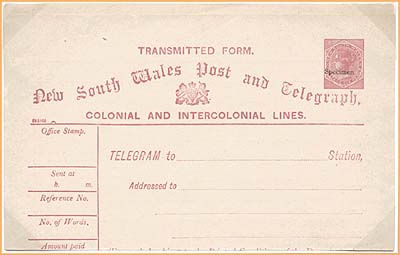 TRANSMITTED FORM.
Specimen
New South Wales Post and Telegraph.
COLONIAL AND INTERCOLONIAL LINES.
Office Stamp.
TELEGRAM to Station,
Sent at
h. m.
Addressed to
Reference No.
No. of Words.
Amount paid